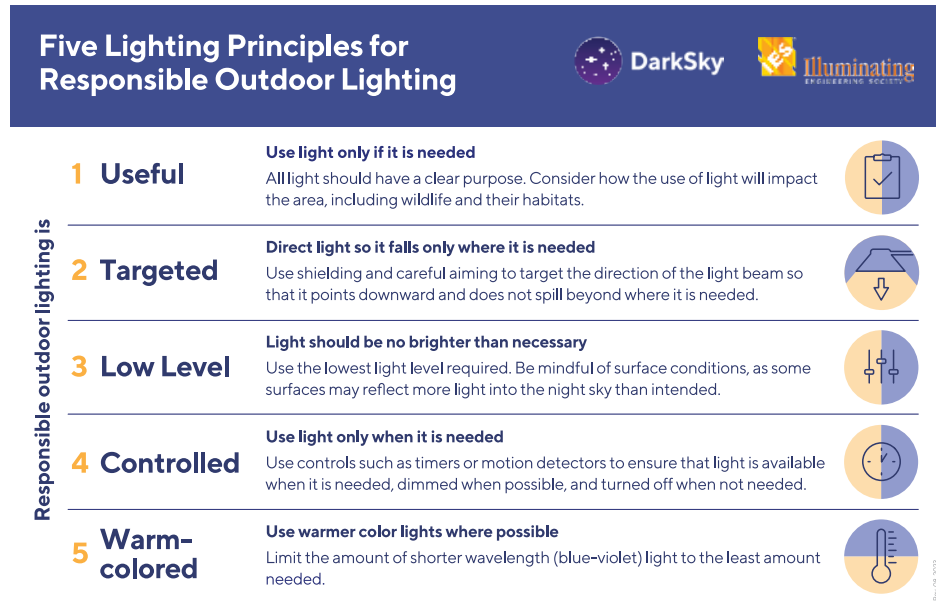 Five Lighting Principles for
Responsible Outdoor Lighting
DarkSky
IES
Illuminating
ENGINEERING SOCIETY
Responsible outdoor lighting is
1 Useful
Use light only if it is needed
All light should have a clear purpose. Consider how the use of light will impact
the area, including wildlife and their habitats.
2 Targeted
Direct light so it falls only where it is needed
Use shielding and careful aiming to target the direction of the light beam so
that it points downward and does not spill beyond where it is needed.
3 Low Level
Light should be no brighter than necessary
Use the lowest light level required. Be mindful of surface conditions, as some
surfaces may reflect more light into the night sky than intended.
4 Controlled
Use light only when it is needed
Use controls such as timers or motion detectors to ensure that light is available
when it is needed, dimmed when possible, and turned off when not needed.
5 Warm-
colored
Use warmer color lights where possible
Limit the amount of shorter wavelength (blue–violet) light to the least amount
needed.